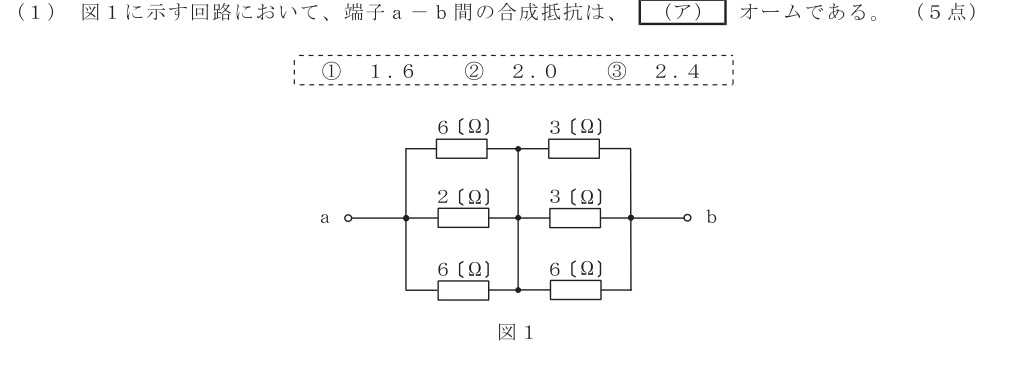 （１） 図１に示す回路において、端子ａ－ｂ間の合成抵抗は、 （ア） オームである。 （５点）
① １．６ ② ２．０ ③ ２．４
６〔Ω〕 ３〔Ω〕
２〔Ω〕 ３〔Ω〕
ａ ｂ
６〔Ω〕 ６〔Ω〕
図１